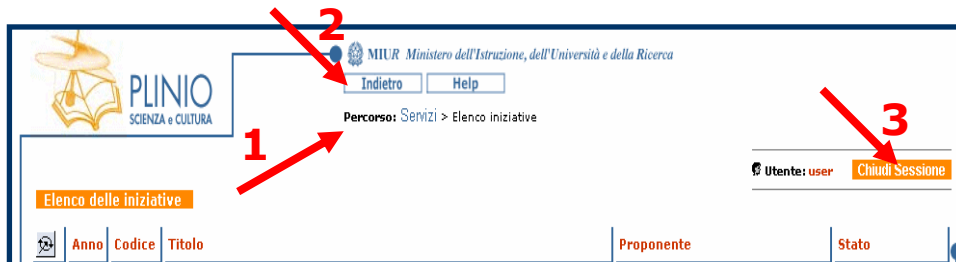 2
MIUR Ministero dell'Istruzione, dell'Università e della Ricerca
PLINIO
SCIENZA e CULTURA
Indietro Help
Percorso: Servizi > Elenco iniziative
1
3
Utente: user Chiudi Sessione
Elenco delle iniziative
Anno Codice Titolo Proponente Stato